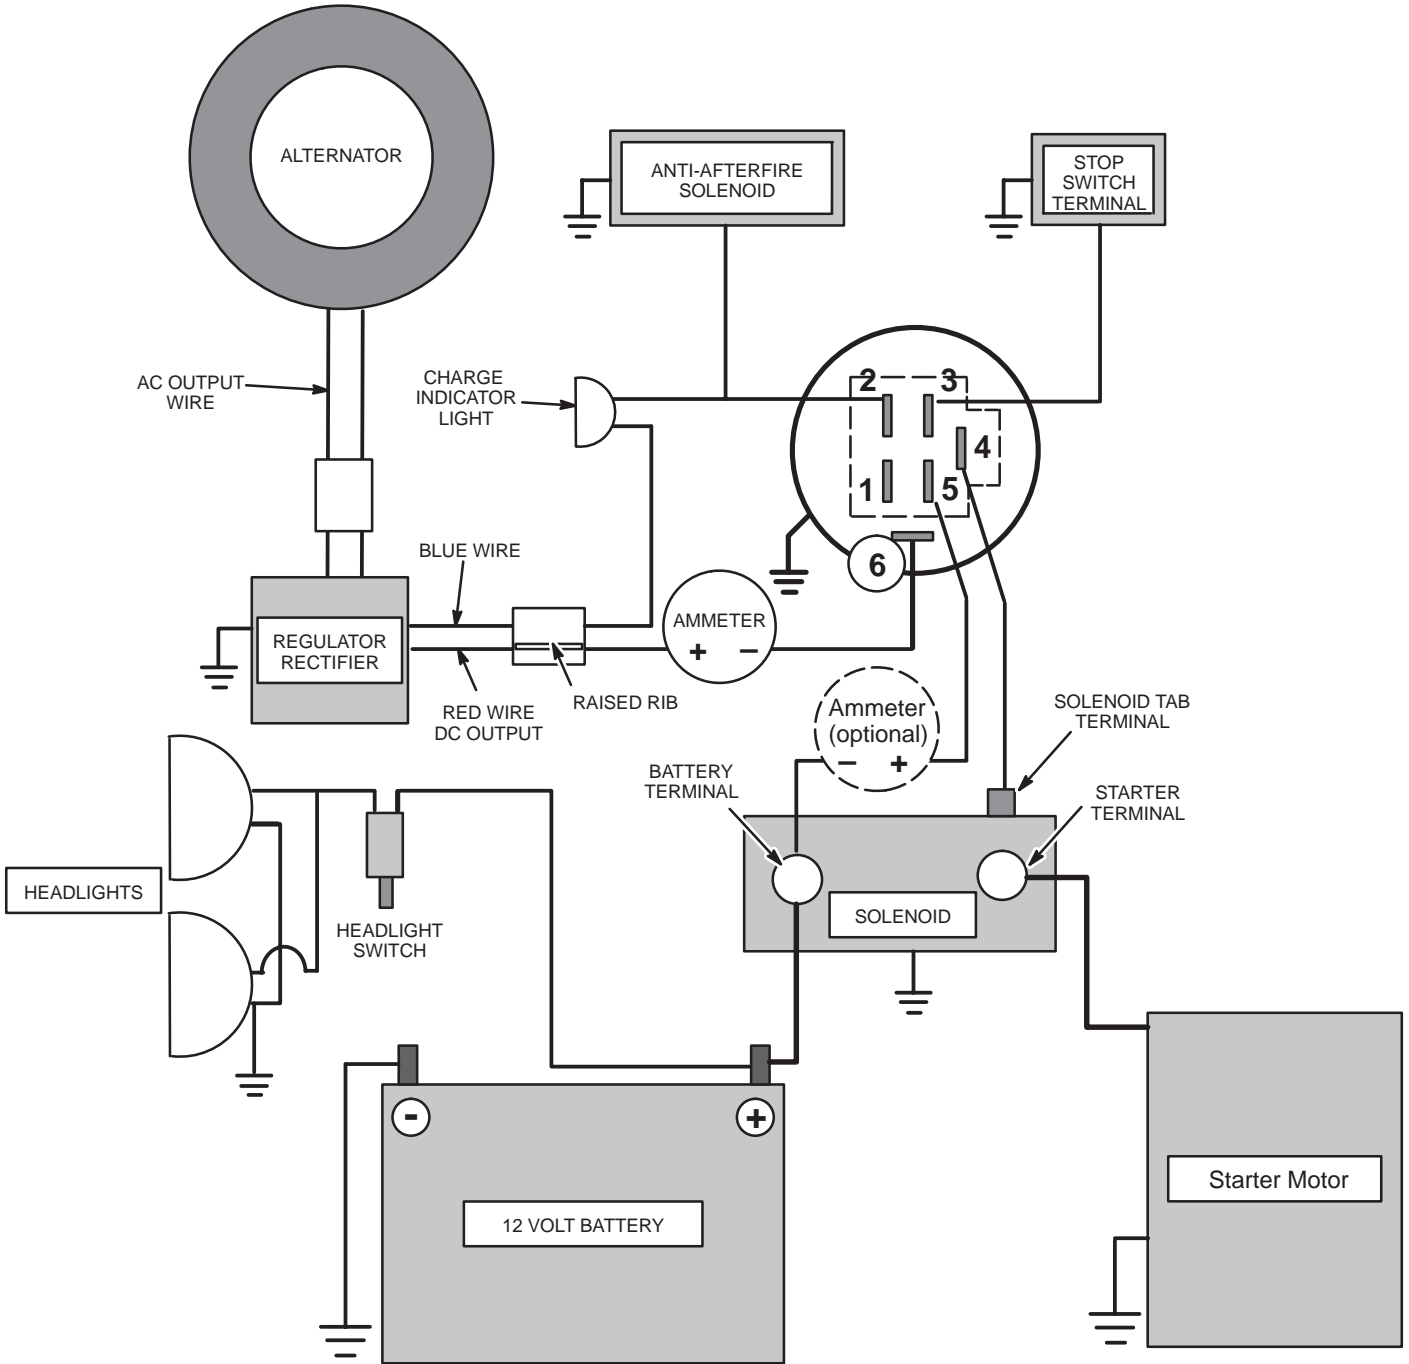 ALTERNATOR
ANTI-AFTERFIRE
SOLENOID
STOP
SWITCH
TERMINAL
AC OUTPUT
WIRE
CHARGE
INDICATOR
LIGHT
2
3
4
1
5
6
BLUE WIRE
AMMETER
+ −
REGULATOR
RECTIFIER
RAISED RIB
RED WIRE
DC OUTPUT
Ammeter
(optional)
− +
SOLENOID TAB
TERMINAL
BATTERY
TERMINAL
STARTER
TERMINAL
HEADLIGHTS
HEADLIGHT
SWITCH
SOLENOID
-
+
12 VOLT BATTERY
Starter Motor